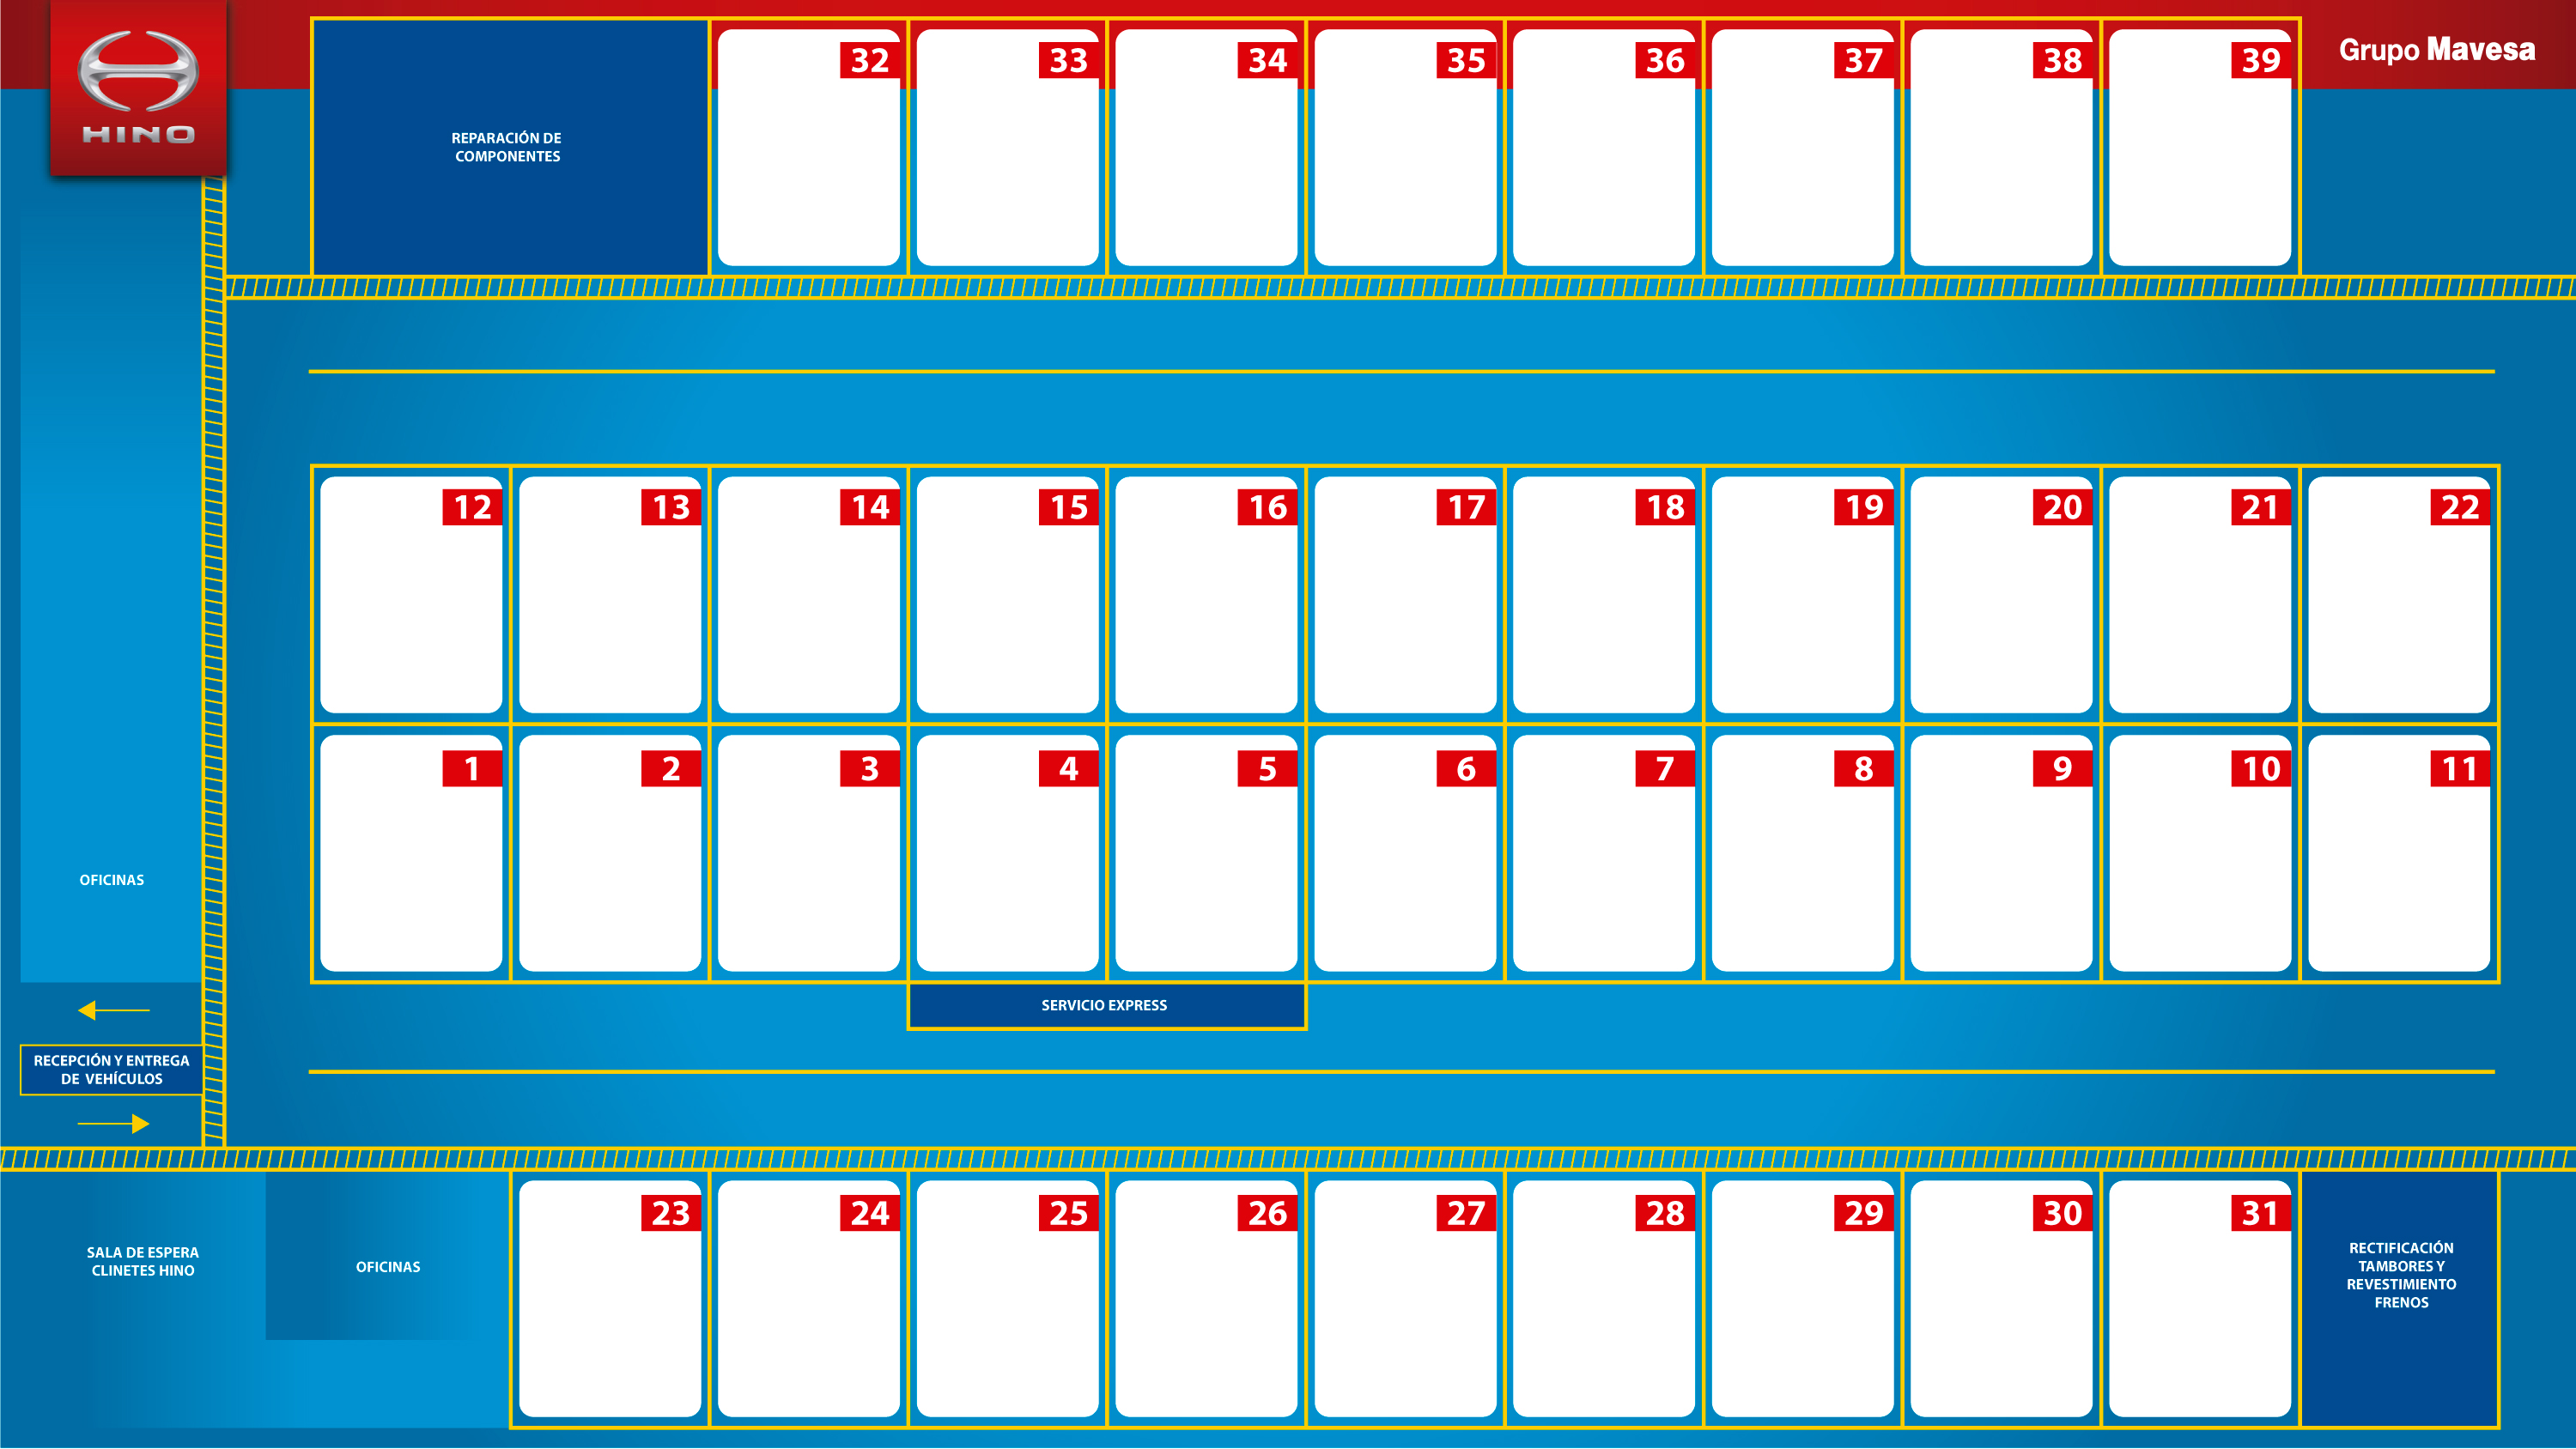 HINO
REPARACIÓN DE
COMPONENTES
32
33
34
35
36
37
38
39
Grupo Mavesa
12
13
14
15
16
17
18
19
20
21
22
1
2
3
4
5
6
7
8
9
10
11
OFICINAS
SERVICIO EXPRESS
RECEPCIÓN Y ENTREGA
DE VEHÍCULOS
SALA DE ESPERA
CLINETES HINO
OFICINAS
23
24
25
26
27
28
29
30
31
RECTIFICACIÓN
TAMBORES Y
REVESTIMIENTO
FRENOS